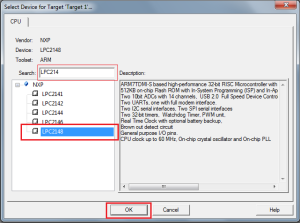 Select Device for Target 'Target 1'...
CPU
Vendor: NXP
Device: LPC2148
Toolset: ARM
Search: LPC214
Description:
NXP
LPC2141
LPC2142
LPC2144
LPC2146
LPC2148
ARM7TDMI-S based high-performance 32-bit RISC Microcontroller with
512KB on-chip Flash ROM with In-System Programming (ISP) and In-Ap
Two 10bit ADCs with 14 channels, USB 2.0 Full Speed Device Contro
Two UARTs, one with full modem interface.
Two I2C serial interfaces, Two SPI serial interfaces
Two 32-bit timers, Watchdog Timer, PWM unit,
Real Time Clock with optional battery backup,
Brown out detect circuit
General purpose I/O pins.
CPU clock up to 60 MHz, On-chip crystal oscillator and On-chip PLL
OK
Cancel
Help